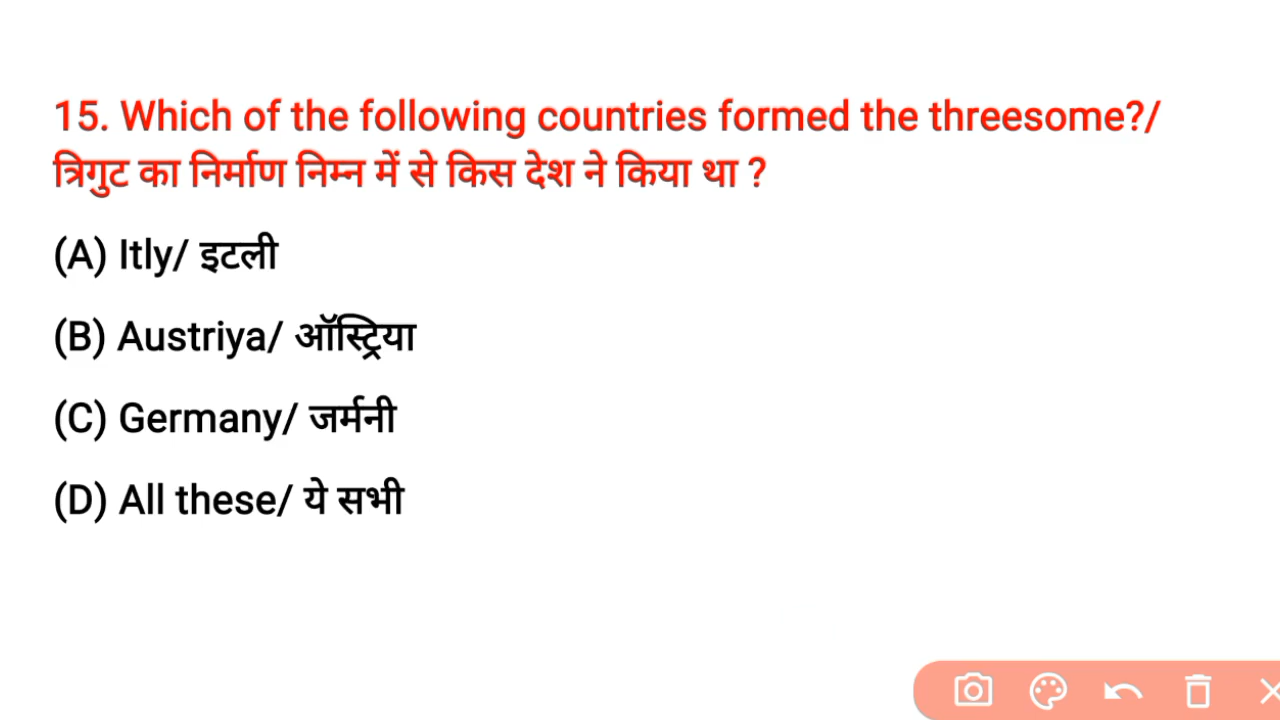 15. Which of the following countries formed the threesome?/
त्रिगुट का निर्माण निम्न में से किस देश ने किया था ?
(A) Itly/ इटली
(B) Austriya/ ऑस्ट्रिया
(C) Germany/ जर्मनी
(D) All these/ ये सभी